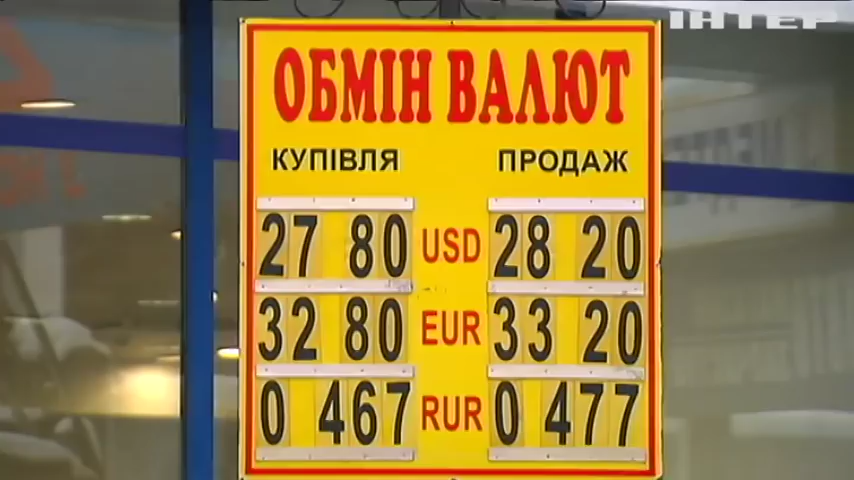 ІНТЕР
ОБМІН ВАЛЮТ
КУПІВЛЯ ПРОДАЖ
27 80 USD 28 20
32 80 EUR 33 20
0 467 RUR 0 477